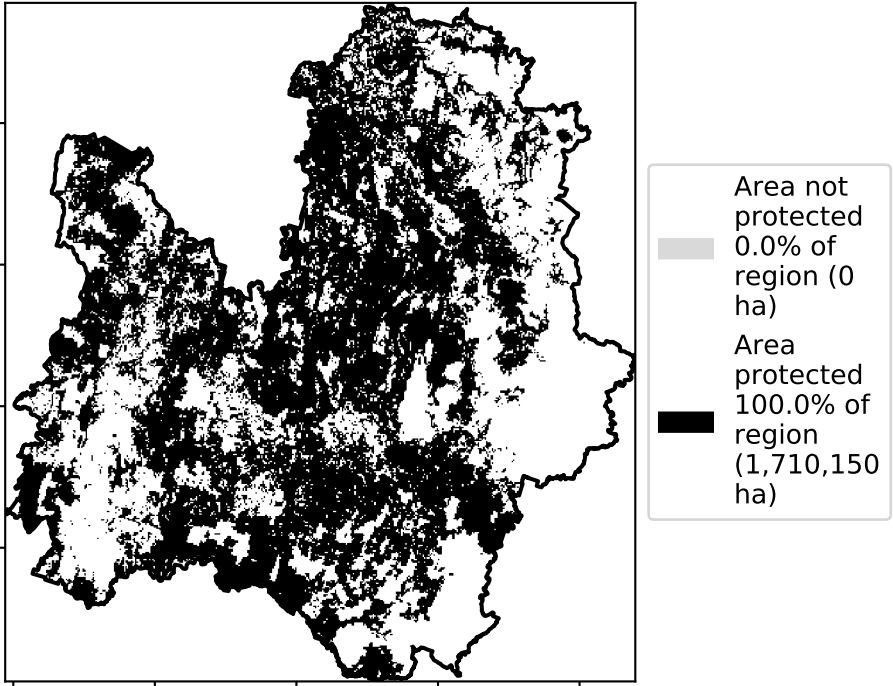 Area not
protected
0.0% of
region (0
ha)
Area
protected
100.0% of
region
(1,710,150
ha)